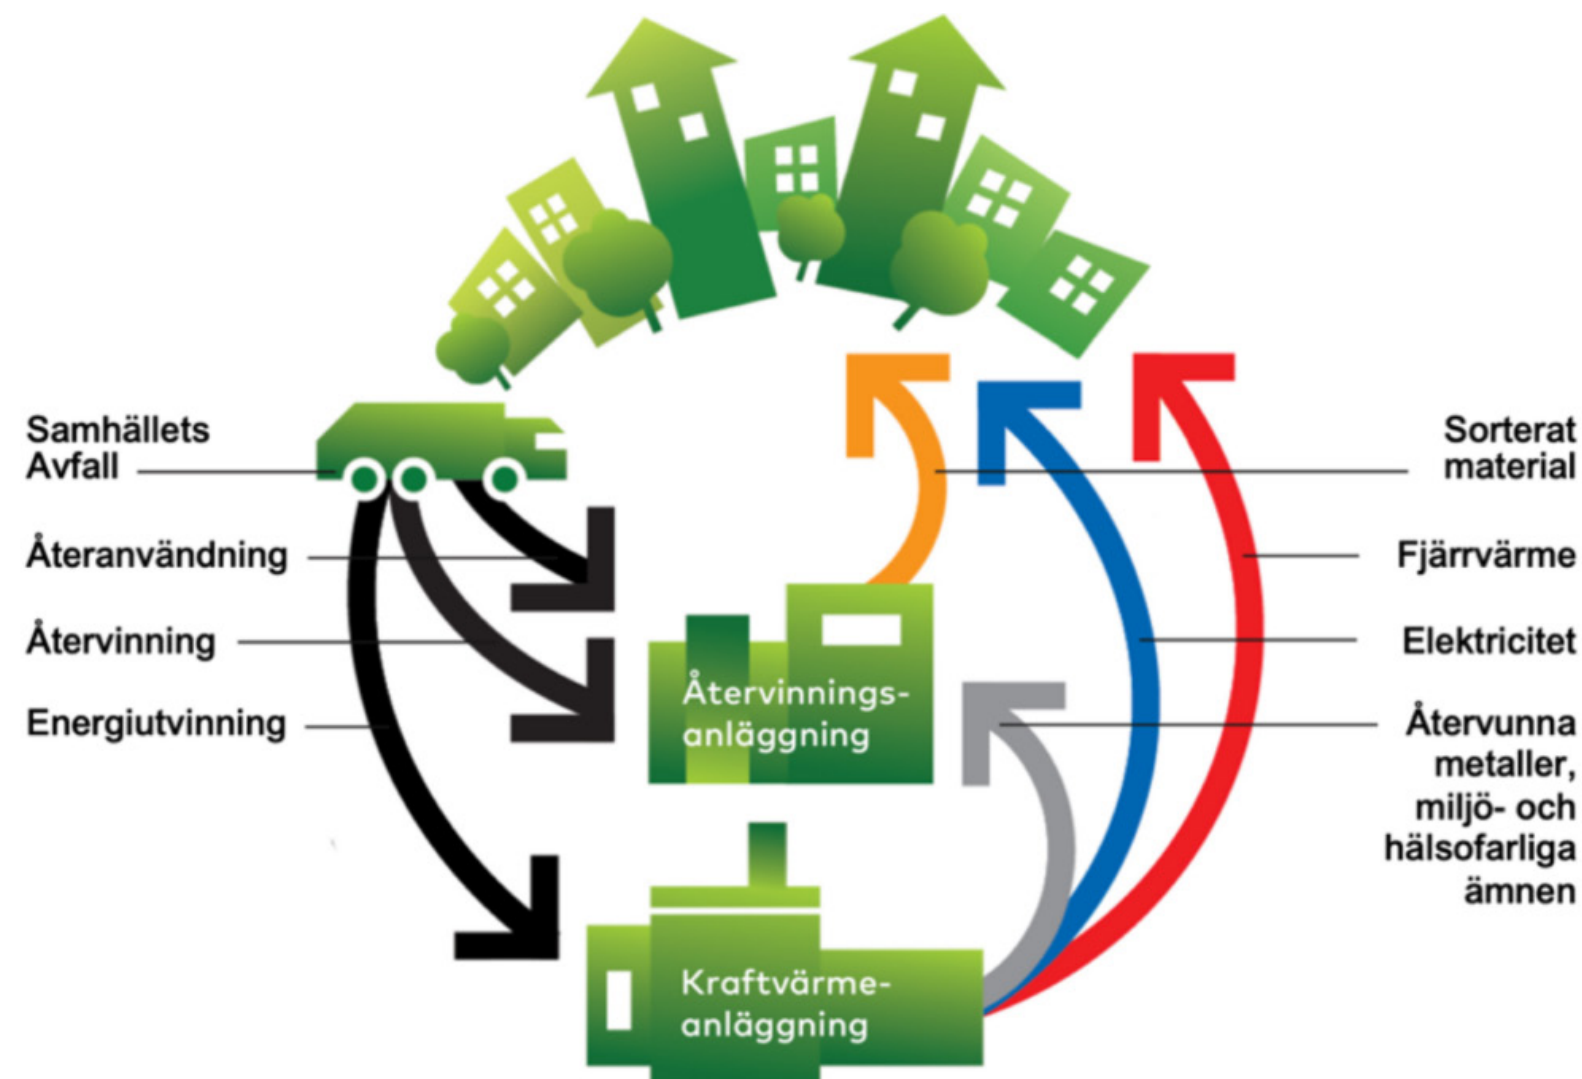 Samhällets
Avfall
Återanvändning
Återvinning
Energiutvinning
Återvinnings-
anläggning
Kraftvärme-
anläggning
Sorterat
material
Fjärrvärme
Elektricitet
Återvunna
metaller,
miljö- och
hälsofarliga
ämnen